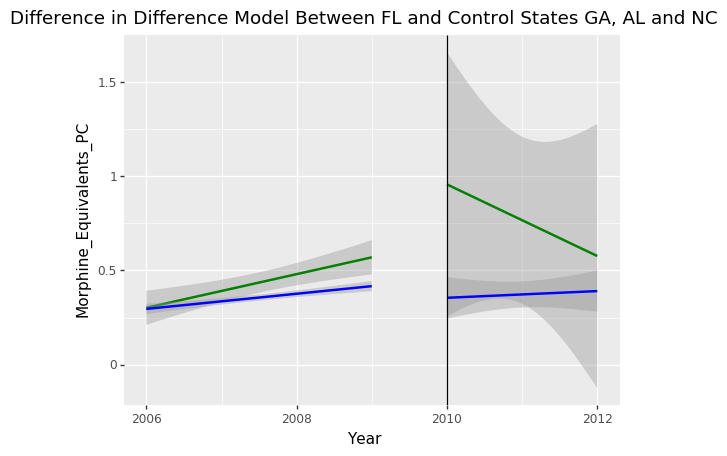 Difference in Difference Model Between FL and Control States GA, AL and NC
Morphine_Equivalents_PC
1.5
1
0.5
0
2006
2008
2010
2012
Year